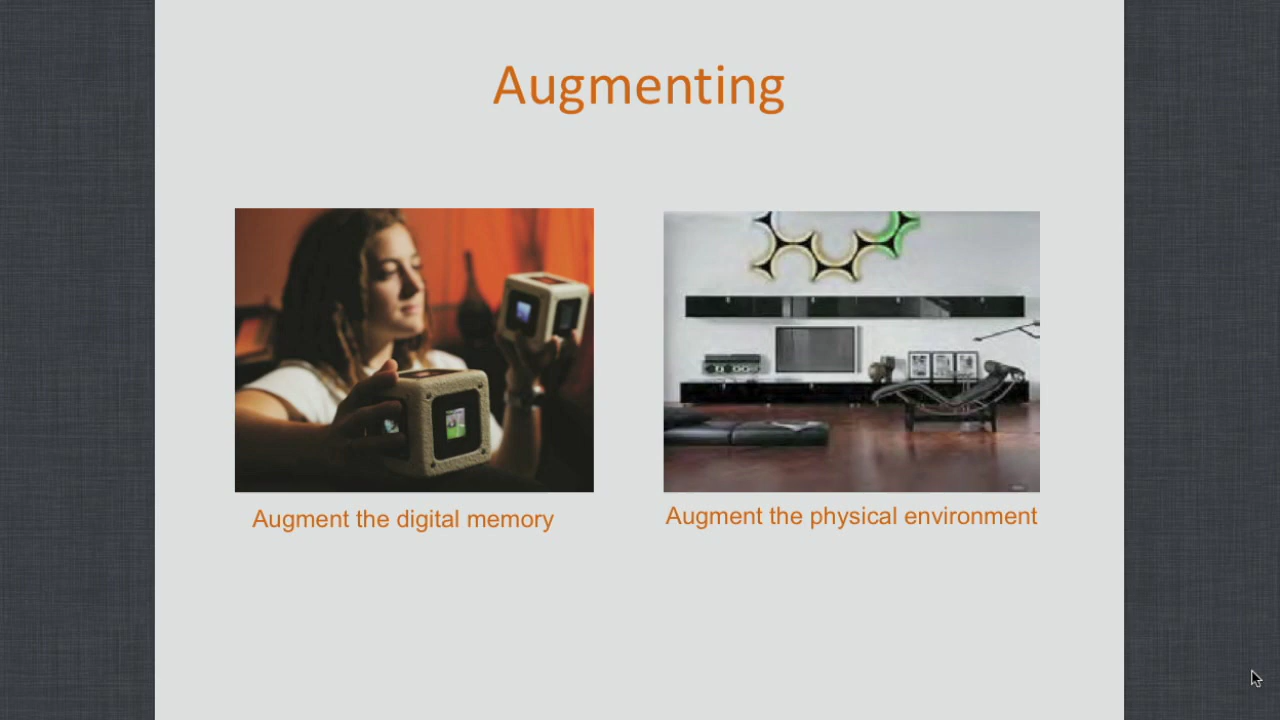 Augmenting
Augment the digital memory
Augment the physical environment